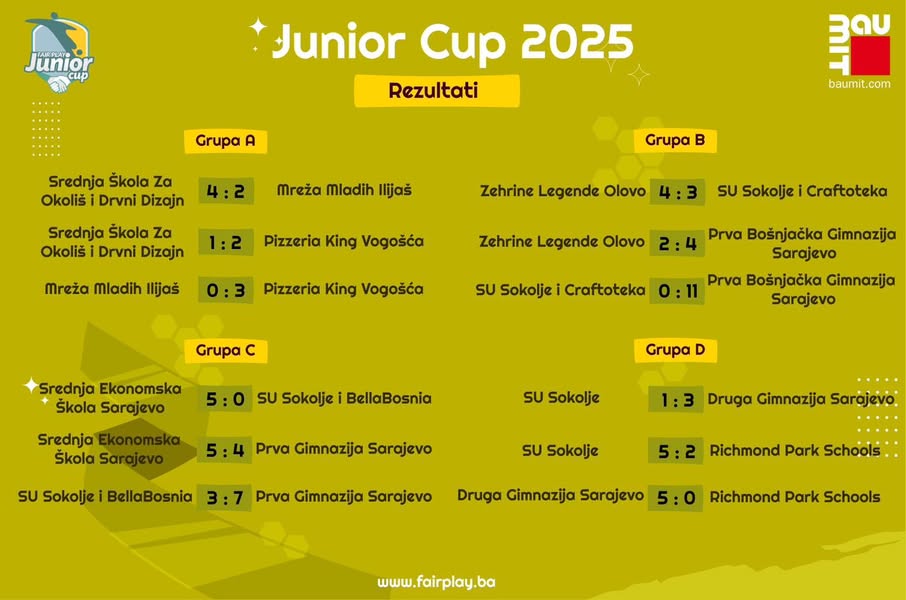 FAIR PLAY
Junior
cup
Junior Cup 2025
BAU
MIT
baumit.com
Rezultati
Grupa A
Srednja Škola Za
Okoliš i Drvni Dizajn
4 : 2
Mreža Mladih Ilijaš
Srednja Škola Za
Okoliš i Drvni Dizajn
1 : 2
Pizzeria King Vogošća
Mreža Mladih Ilijaš
0 : 3
Pizzeria King Vogošća
Grupa B
Zehrine Legende Olovo
4 : 3
SU Sokolje i Craftoteka
Zehrine Legende Olovo
2 : 4
Prva Bošnjačka Gimnazija
Sarajevo
SU Sokolje i Craftoteka
0 : 11
Prva Bošnjačka Gimnazija
Sarajevo
Grupa C
Srednja Ekonomska
Škola Sarajevo
5 : 0
SU Sokolje i BellaBosnia
Srednja Ekonomska
Škola Sarajevo
5 : 4
Prva Gimnazija Sarajevo
SU Sokolje i BellaBosnia
3 : 7
Prva Gimnazija Sarajevo
Grupa D
SU Sokolje
1 : 3
Druga Gimnazija Sarajevo
SU Sokolje
5 : 2
Richmond Park Schools
Druga Gimnazija Sarajevo
5 : 0
Richmond Park Schools
www.fairplay.ba